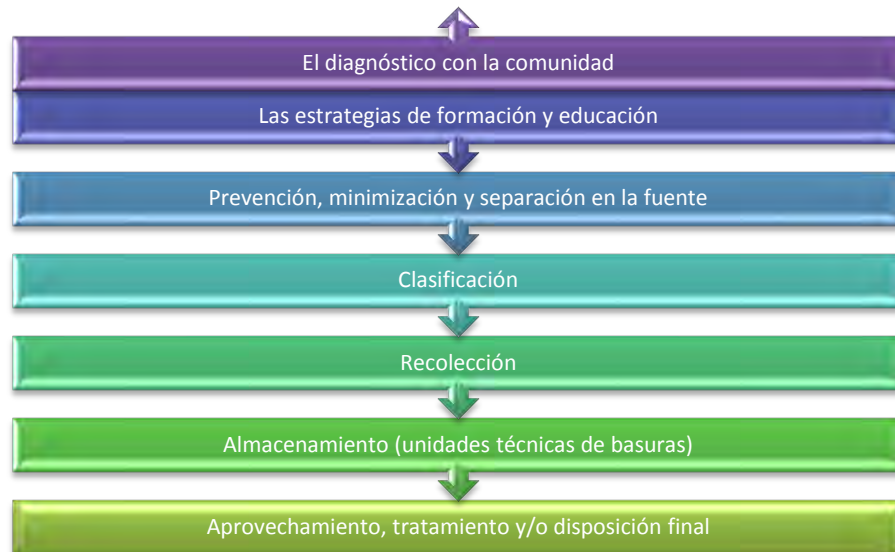 El diagnóstico con la comunidad
Las estrategias de formación y educación
Prevención, minimización y separación en la fuente
Clasificación
Recolección
Almacenamiento (unidades técnicas de basuras)
Aprovechamiento, tratamiento y/o disposición final